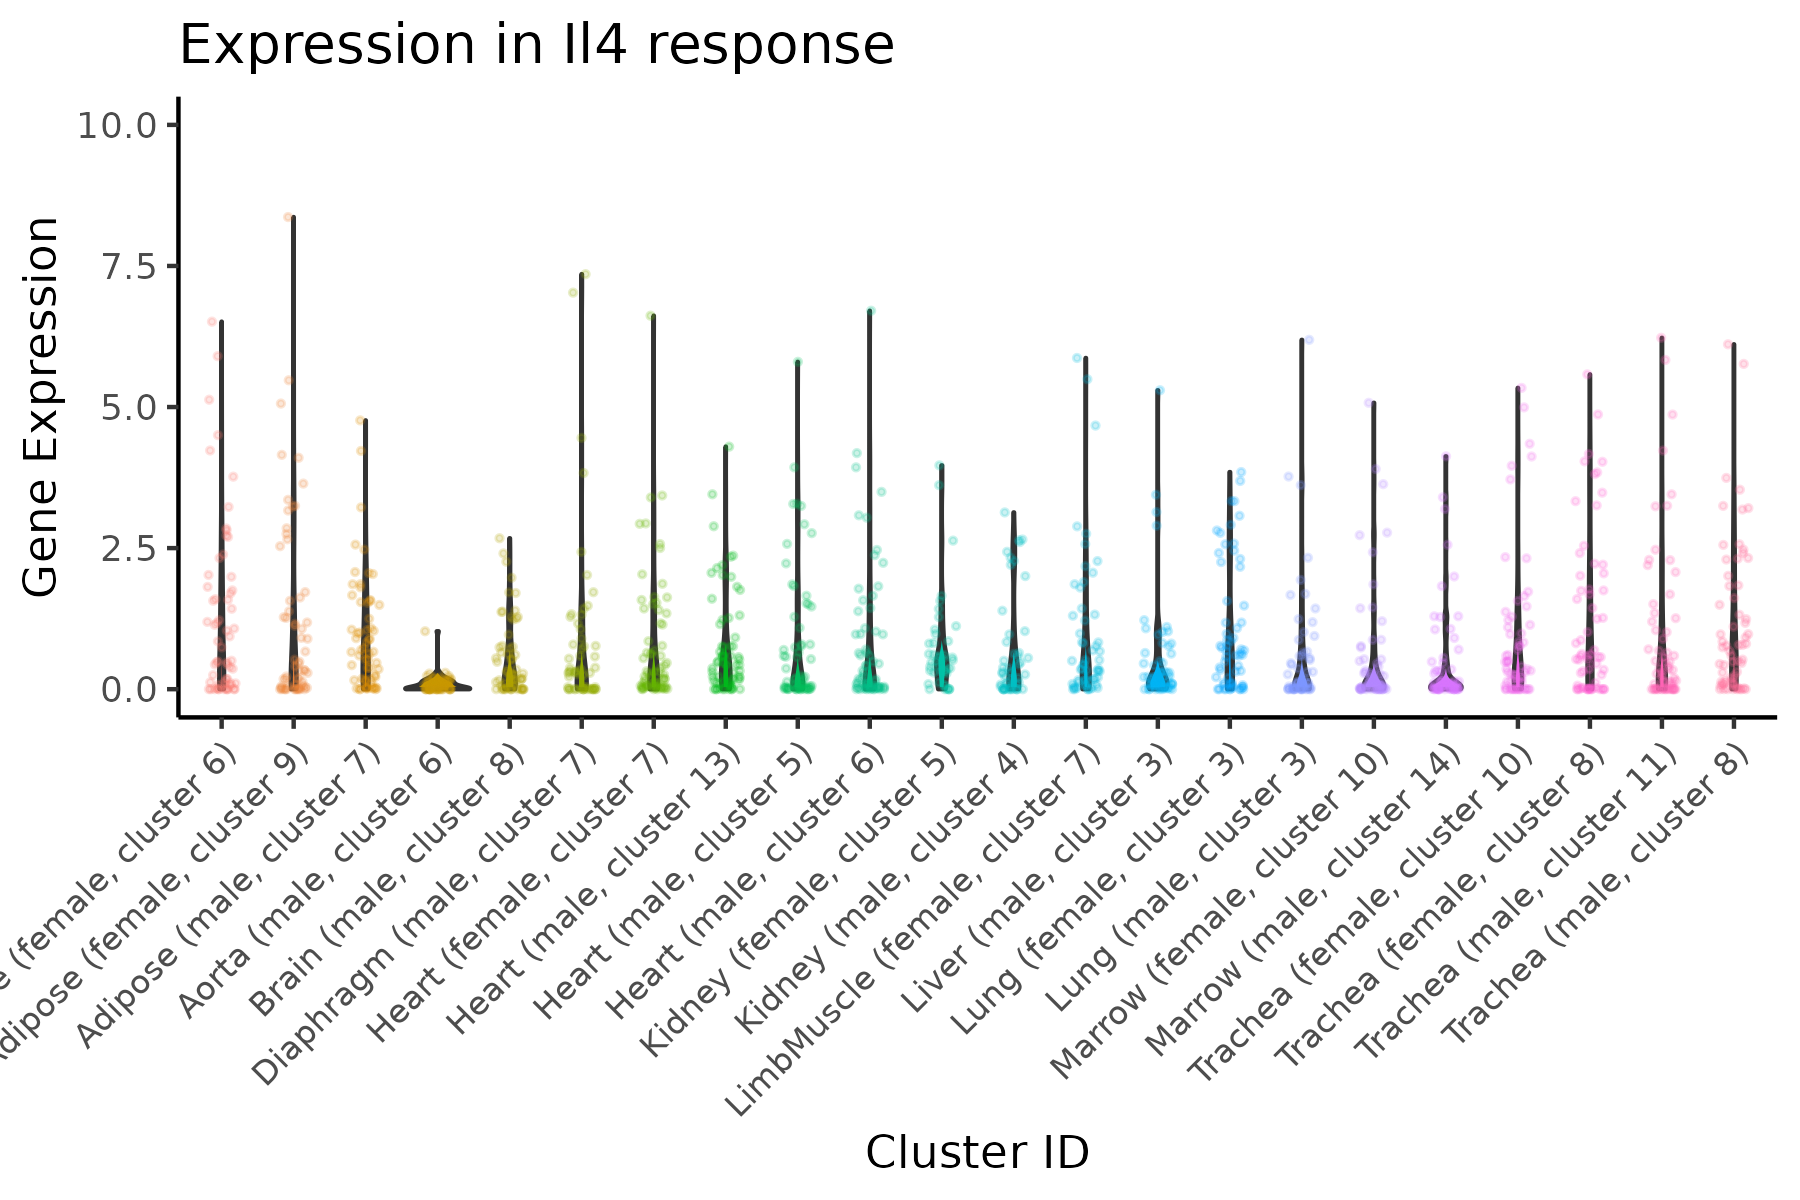 Expression in Il4 response
Gene Expression
10.0
7.5
5.0
2.5
0.0
(female, cluster 6)
(female, cluster 9)
Adipose (male, cluster 7)
Aorta (male, cluster 6)
Brain (male, cluster 8)
Diaphragm (male, cluster 7)
Heart (female, cluster 7)
Heart (male, cluster 13)
Heart (male, cluster 5)
Heart (male, cluster 6)
Kidney (female, cluster 5)
Kidney (male, cluster 4)
LimbMuscle (female, cluster 7)
Liver (male, cluster 3)
Lung (female, cluster 3)
Lung (male, cluster 3)
Marrow (female, cluster 10)
Marrow (male, cluster 14)
Trachea (female, cluster 10)
Trachea (female, cluster 8)
Trachea (male, cluster 11)
Trachea (male, cluster 8)
Cluster ID